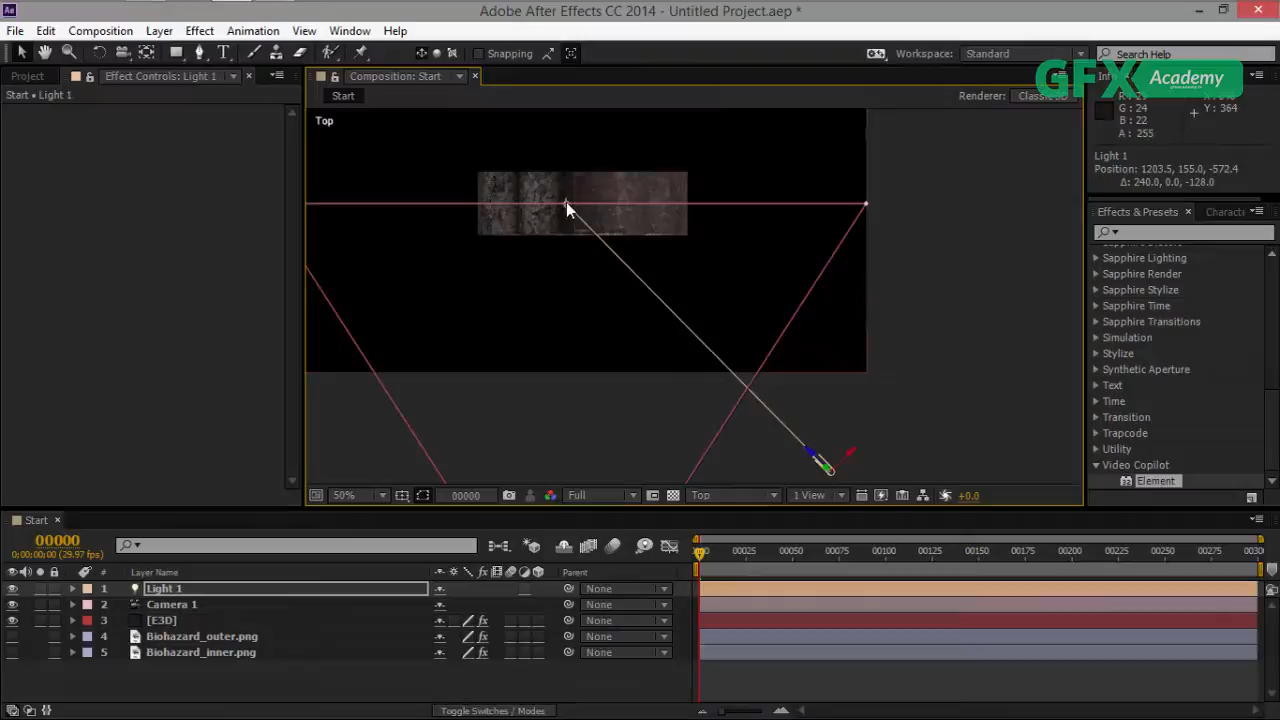 Adobe After Effects CC 2014 - Untitled Project.aep *
File Edit Composition Layer Effect Animation View Window Help
Snapping Workspace: Standard Search Help
Project Effect Controls: Light 1 Composition: Start
GFX Academy
Start • Light 1
Start Renderer:
Top
G: 24
B: 22
A: 255
Y: 364
Light 1
Position: 1203.5, 155.0, -572.4
Δ: 240.0, 0.0, -128.0
Effects & Presets
Sapphire Lighting
Sapphire Render
Sapphire Stylize
Sapphire Time
Sapphire Transitions
Simulation
Stylize
Synthetic Aperture
Text
Time
Transition
Trapcode
Utility
Video Copilot
Element
50% 00000 Full Top 1 View +0.0
Start
00000
0;00;00;00 (29.97 fps)
00025 00050 00075 00100 00125 00150 00175 00200 00225 00250 00275
# Layer Name Parent
1 Light 1 None
2 Camera 1 None
3 [E3D] None
4 Biohazard_outer.png None
5 Biohazard_inner.png None
Toggle Switches / Modes